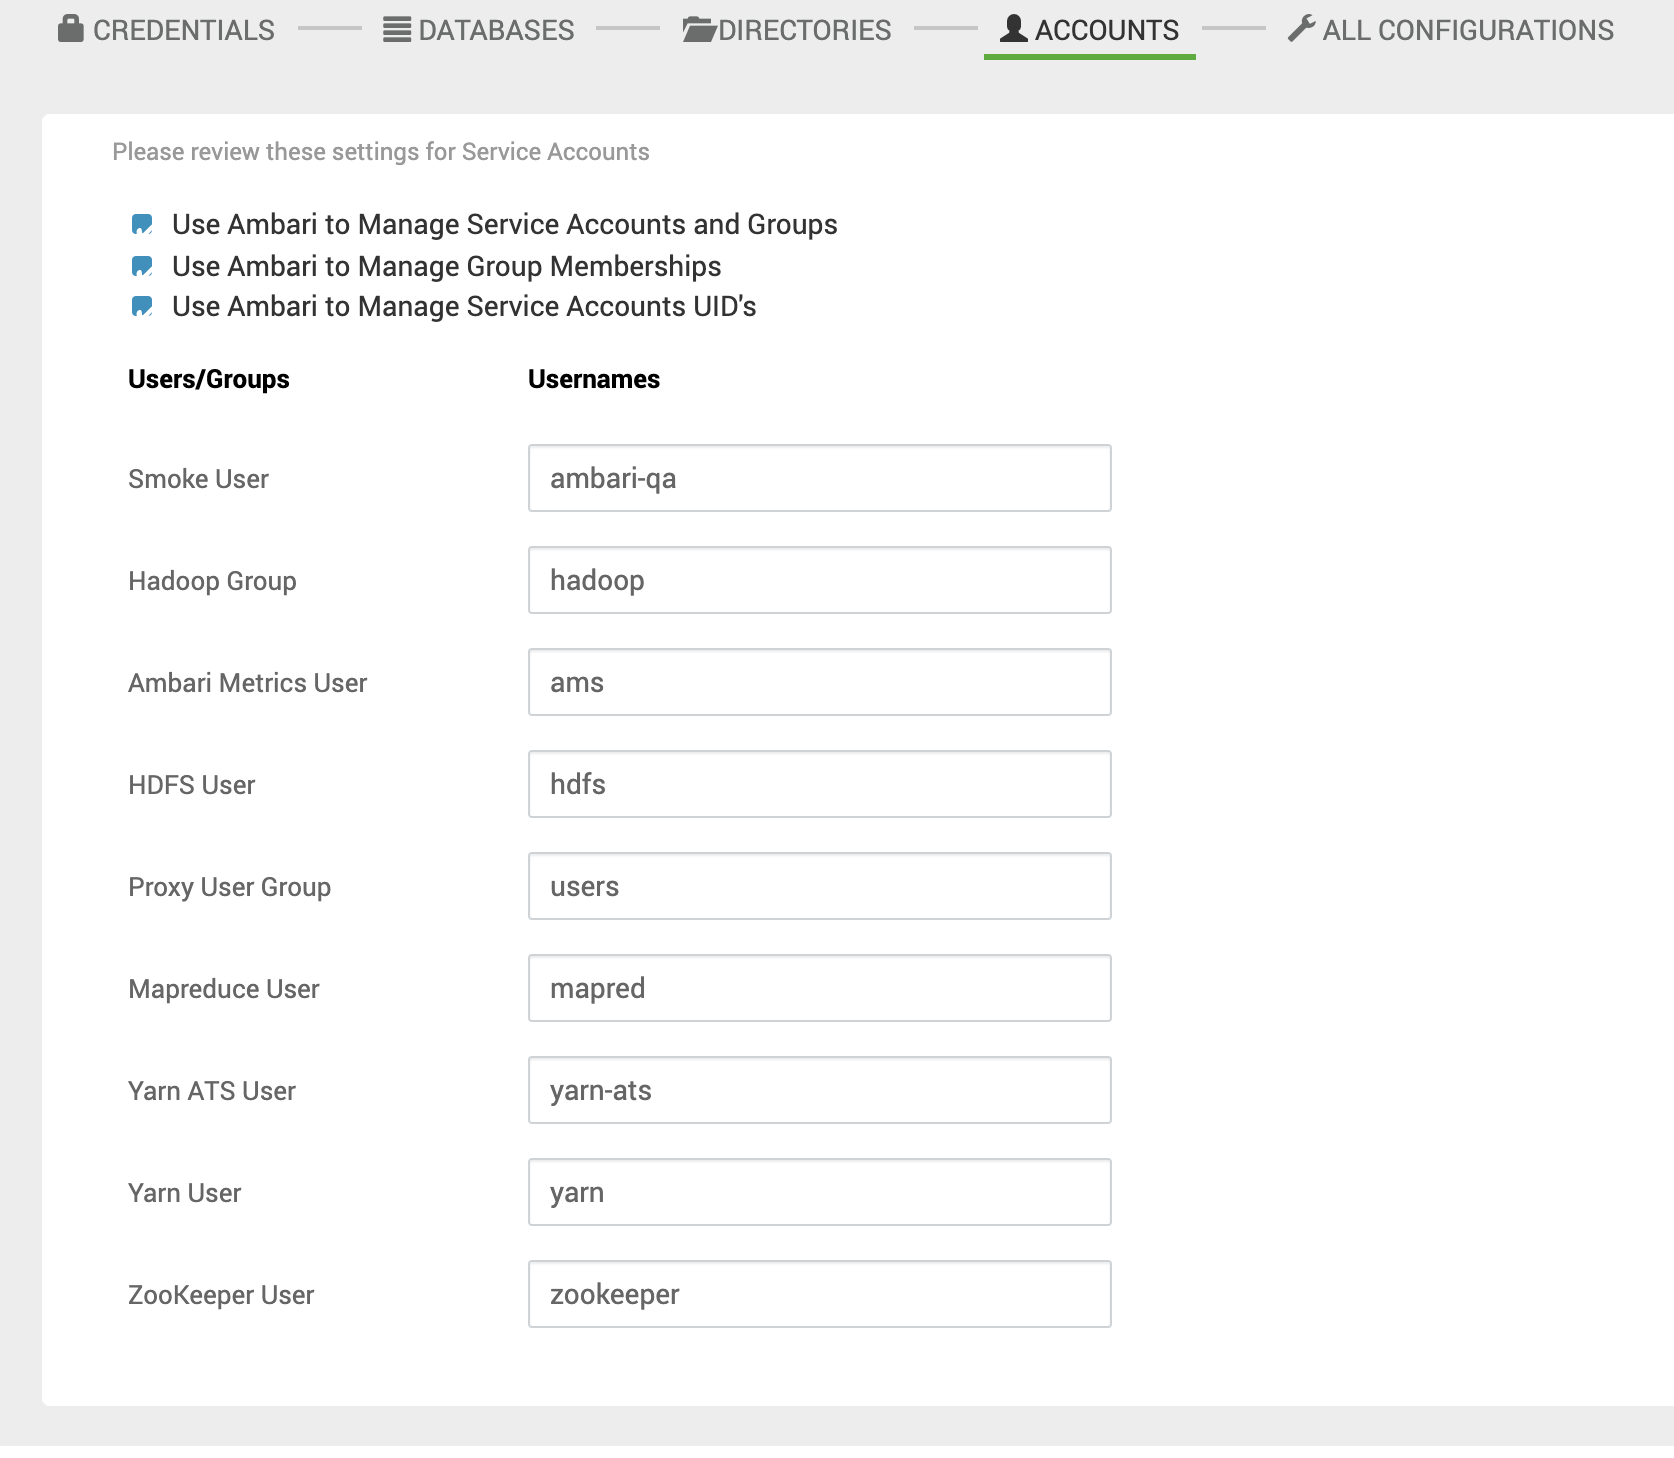 CREDENTIALS DATABASES DIRECTORIES ACCOUNTS ALL CONFIGURATIONS
Please review these settings for Service Accounts
Use Ambari to Manage Service Accounts and Groups
Use Ambari to Manage Group Memberships
Use Ambari to Manage Service Accounts UID's
Users/Groups Usernames
Smoke User ambari-qa
Hadoop Group hadoop
Ambari Metrics User ams
HDFS User hdfs
Proxy User Group users
Mapreduce User mapred
Yarn ATS User yarn-ats
Yarn User yarn
ZooKeeper User zookeeper